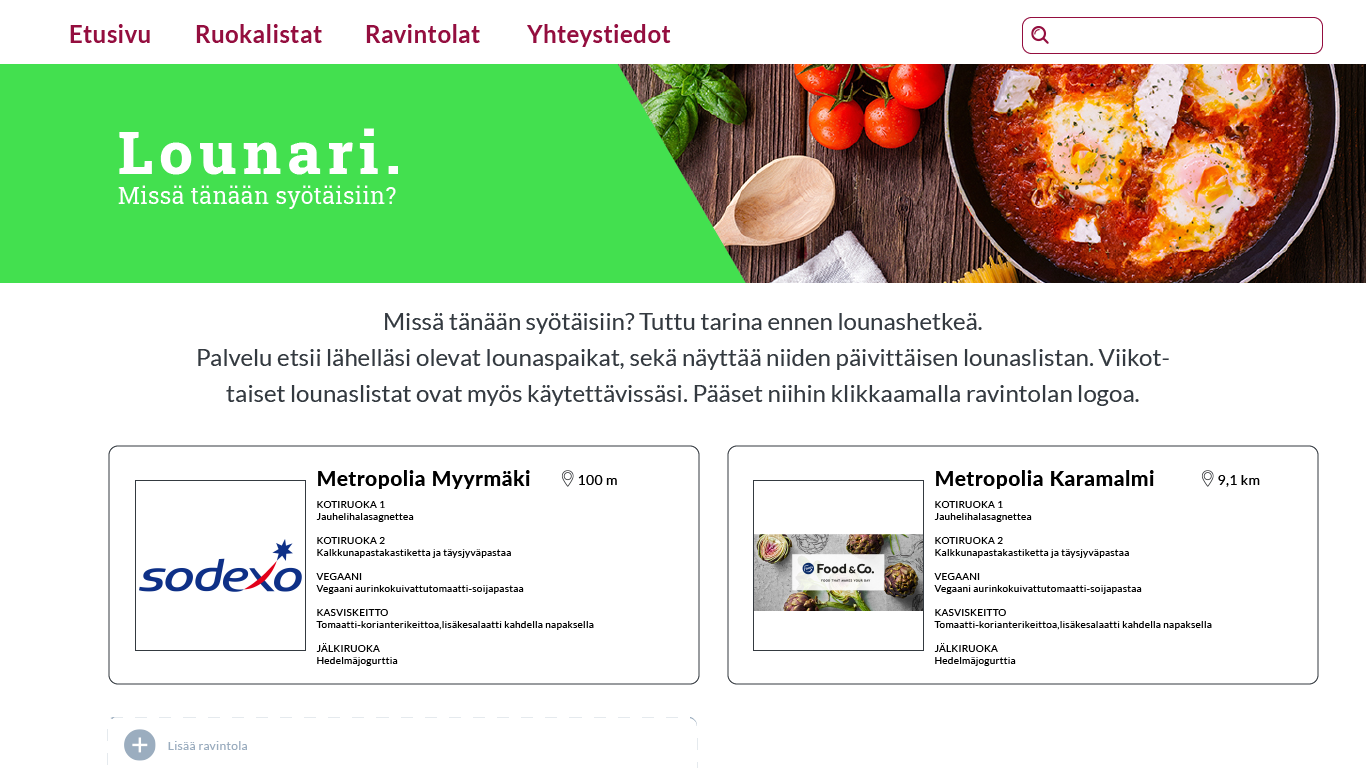 Etusivu Ruokalistat Ravintolat Yhteystiedot
Lounari.
Missä tänään syötäisiin?
Missä tänään syötäisiin? Tuttu tarina ennen lounashetkeä.
Palvelu etsii lähelläsi olevat lounaspaikat, sekä näyttää niiden päivittäisen lounaslistan. Viikot-
taiset lounaslistat ovat myös käytettävissäsi. Pääset niihin klikkaamalla ravintolan logoa.
sodexo
Metropolia Myyrmäki 100 m
KOTIRUOKA 1
Jauhelihalasagnettea
KOTIRUOKA 2
Kalkkunapastakastiketta ja täysjyväpastaa
VEGAANI
Vegaani aurinkokuivattutomaatti-soijapastaa
KASVISKEITTO
Tomaatti-korianterikeittoa,lisäkesalaatti kahdella napaksella
JÄLKIRUOKA
Hedelmäjogurttia
Food & Co.
FOOD THAT MAKES YOUR DAY
Metropolia Karamalmi 9,1 km
KOTIRUOKA 1
Jauhelihalasagnettea
KOTIRUOKA 2
Kalkkunapastakastiketta ja täysjyväpastaa
VEGAANI
Vegaani aurinkokuivattutomaatti-soijapastaa
KASVISKEITTO
Tomaatti-korianterikeittoa,lisäkesalaatti kahdella napaksella
JÄLKIRUOKA
Hedelmäjogurttia
Lisää ravintola